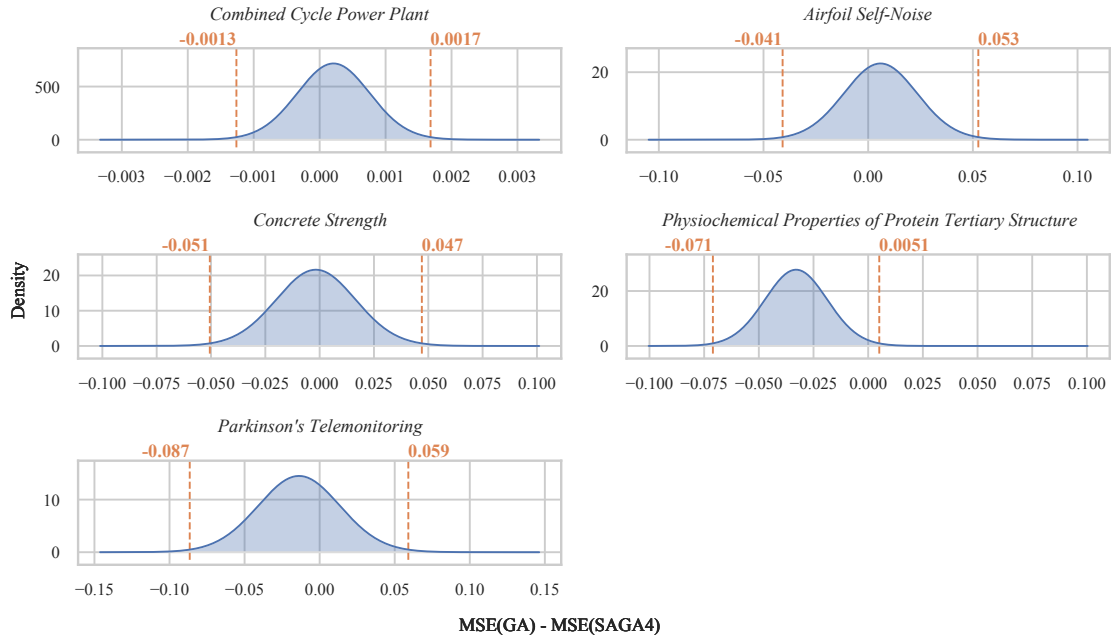 Combined Cycle Power Plant
-0.0013 0.0017
500
0
−0.003 −0.002 −0.001 0.000 0.001 0.002 0.003
Airfoil Self-Noise
-0.041 0.053
20
0
−0.10 −0.05 0.00 0.05 0.10
Concrete Strength
-0.051 0.047
20
10
0
−0.100 −0.075 −0.050 −0.025 0.000 0.025 0.050 0.075 0.100
Physiochemical Properties of Protein Tertiary Structure
-0.071 0.0051
20
0
−0.100 −0.075 −0.050 −0.025 0.000 0.025 0.050 0.075 0.100
Density
Parkinson's Telemonitoring
-0.087 0.059
10
0
−0.15 −0.10 −0.05 0.00 0.05 0.10 0.15
MSE(GA) - MSE(SAGA4)